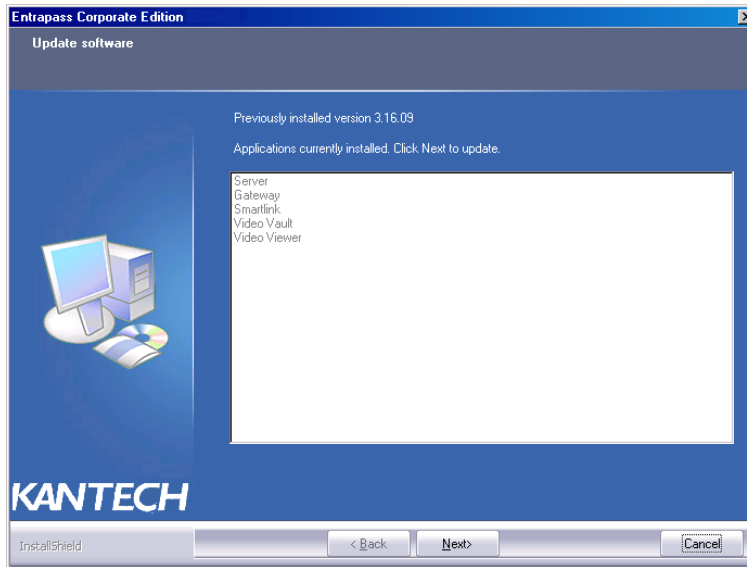 Entrapass Corporate Edition
Update software
Previously installed version 3.16.09
Applications currently installed. Click Next to update.
Server
Gateway
Smartlink
Video Vault
Video Viewer
KANTECH
InstallShield
< Back
Next>
Cancel